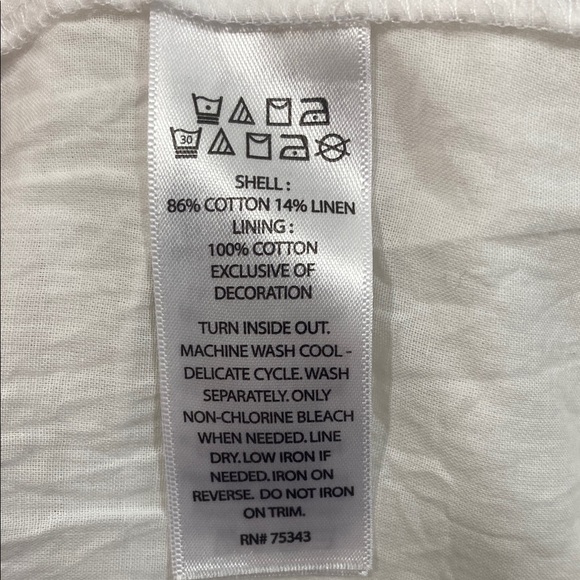 30
SHELL :
86% COTTON 14% LINEN
LINING :
100% COTTON
EXCLUSIVE OF
DECORATION
TURN INSIDE OUT.
MACHINE WASH COOL -
DELICATE CYCLE. WASH
SEPARATELY. ONLY
NON-CHLORINE BLEACH
WHEN NEEDED. LINE
DRY. LOW IRON IF
NEEDED. IRON ON
REVERSE. DO NOT IRON
ON TRIM.
RN# 75343